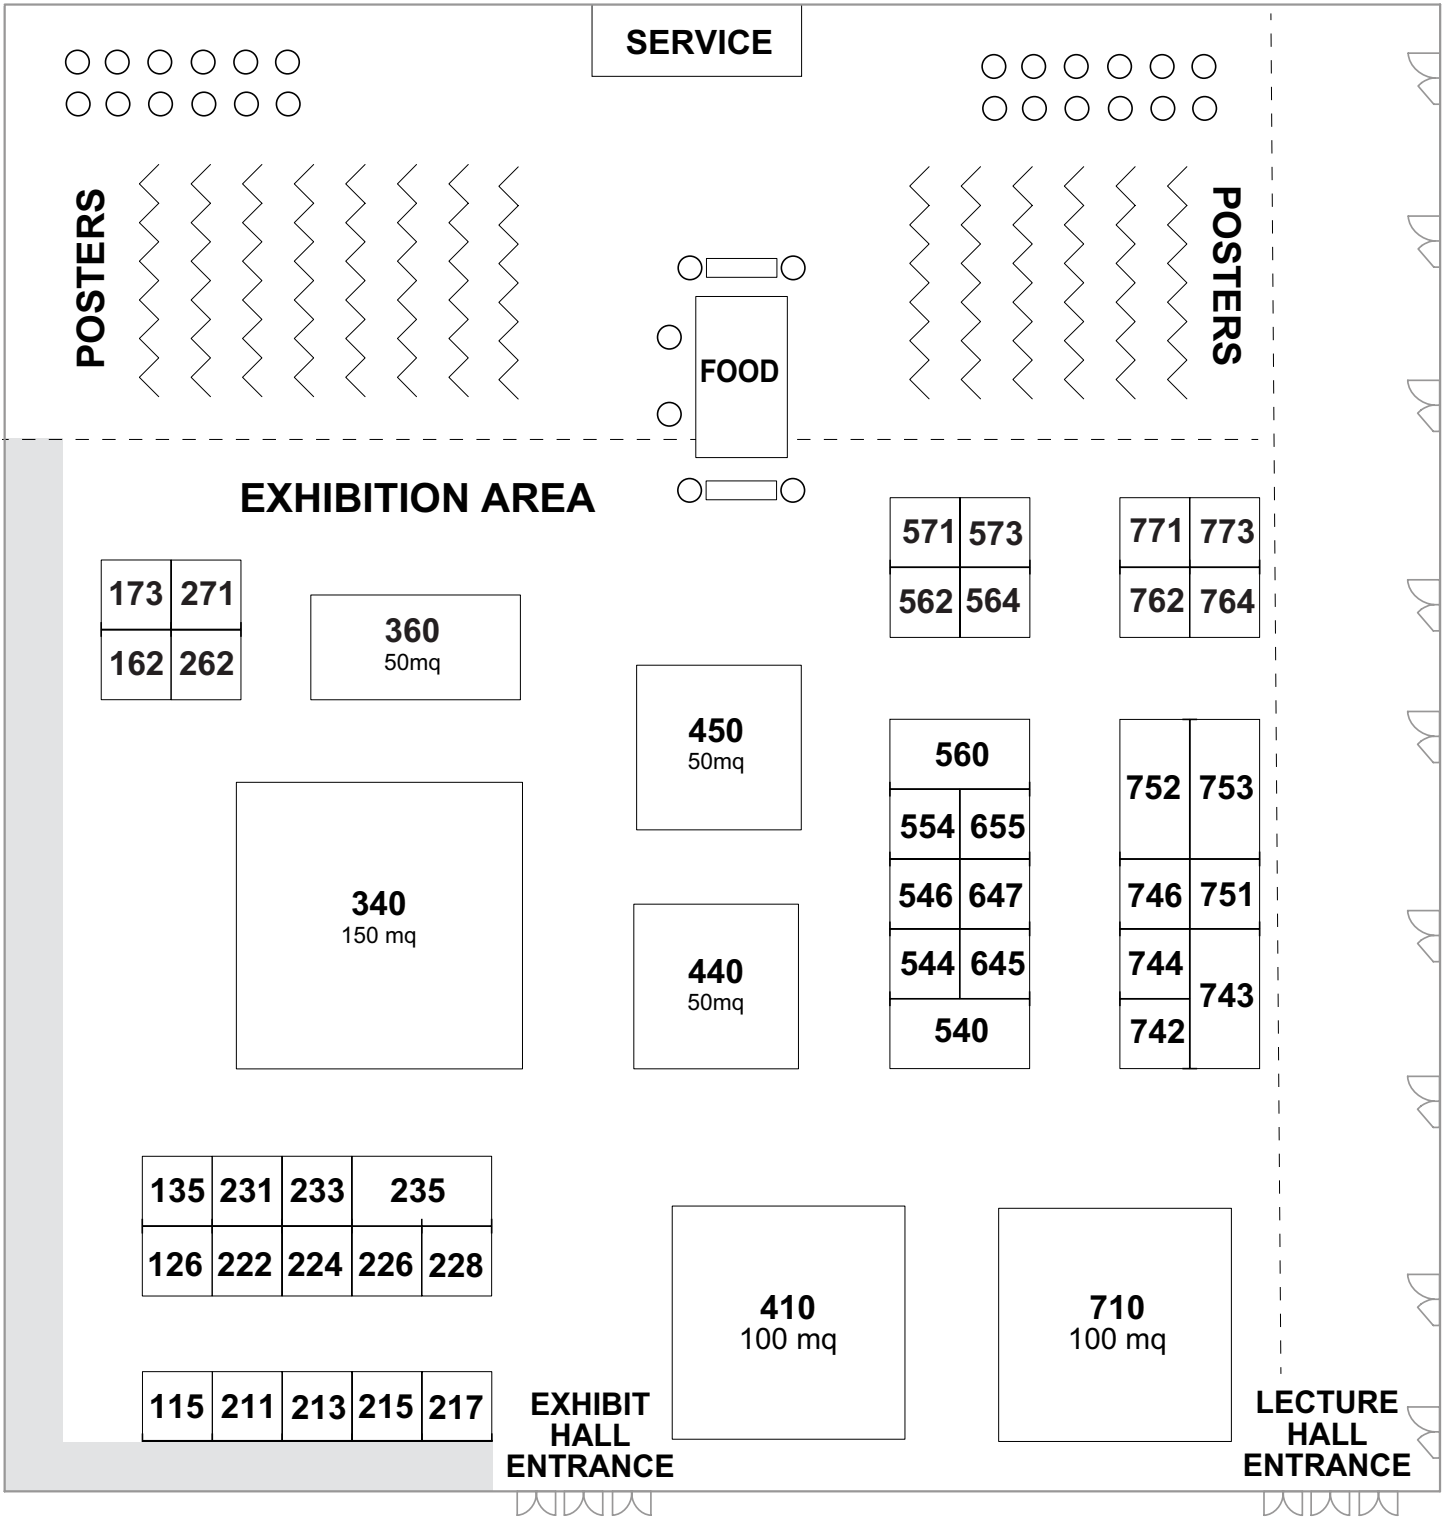 SERVICE
POSTERS
POSTERS
FOOD
EXHIBITION AREA
571 573
562 564
771 773
762 764
173 271
162 262
360
50mq
450
50mq
560
554 655
546 647
544 645
540
752 753
746 751
744
743
742
340
150 mq
440
50mq
135 231 233 235
126 222 224 226 228
410
100 mq
710
100 mq
115 211 213 215 217
EXHIBIT
HALL
ENTRANCE
LECTURE
HALL
ENTRANCE